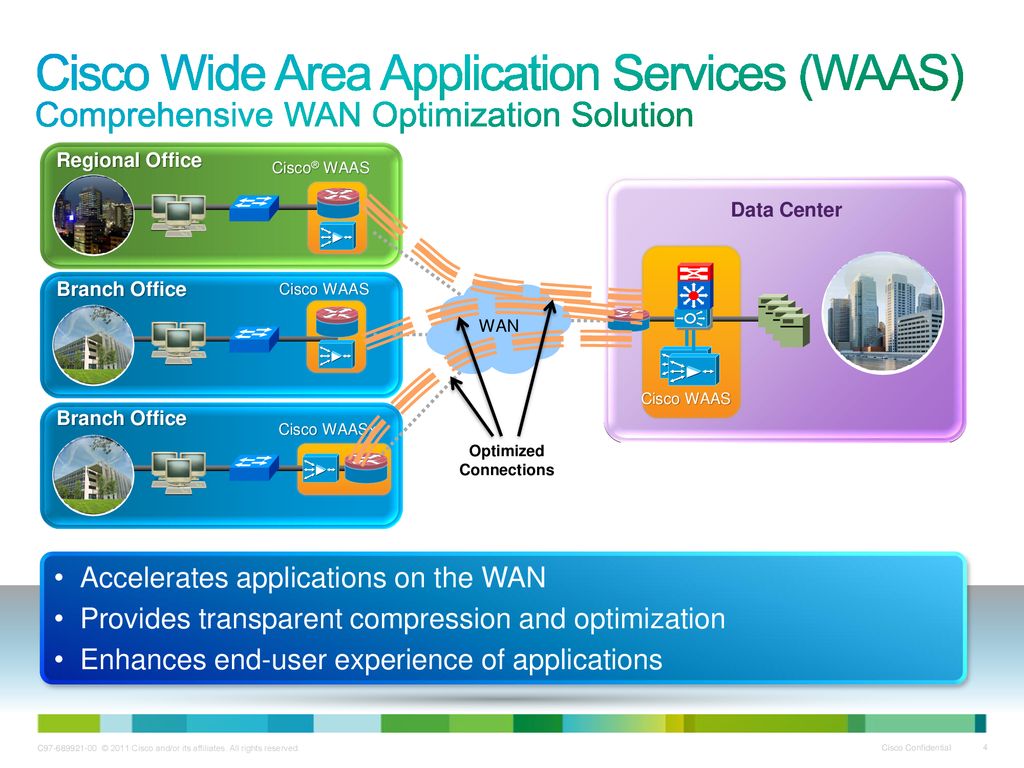 Cisco Wide Area Application Services (WAAS)
Comprehensive WAN Optimization Solution
Regional Office
Cisco® WAAS
Branch Office
Cisco WAAS
Branch Office
Cisco WAAS
WAN
Optimized
Connections
Data Center
Cisco WAAS
• Accelerates applications on the WAN
• Provides transparent compression and optimization
• Enhances end-user experience of applications
C97-689921-00 © 2011 Cisco and/or its affiliates. All rights reserved.
Cisco Confidential
4